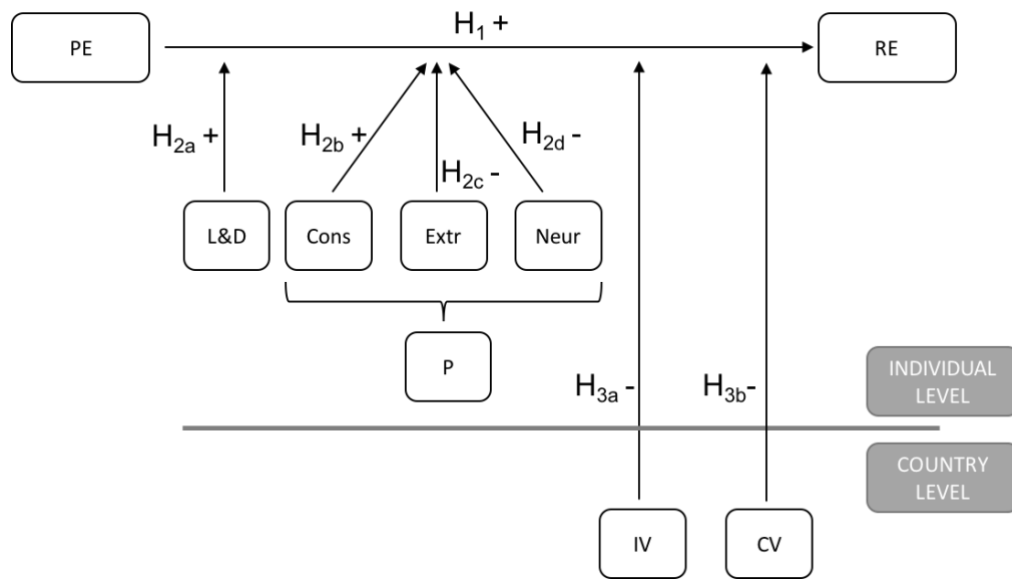 H1 +
PE
RE
H2a +
H2b +
H2c -
H2d -
L&D
Cons
Extr
Neur
P
H3a -
H3b-
INDIVIDUAL
LEVEL
COUNTRY
LEVEL
IV
CV